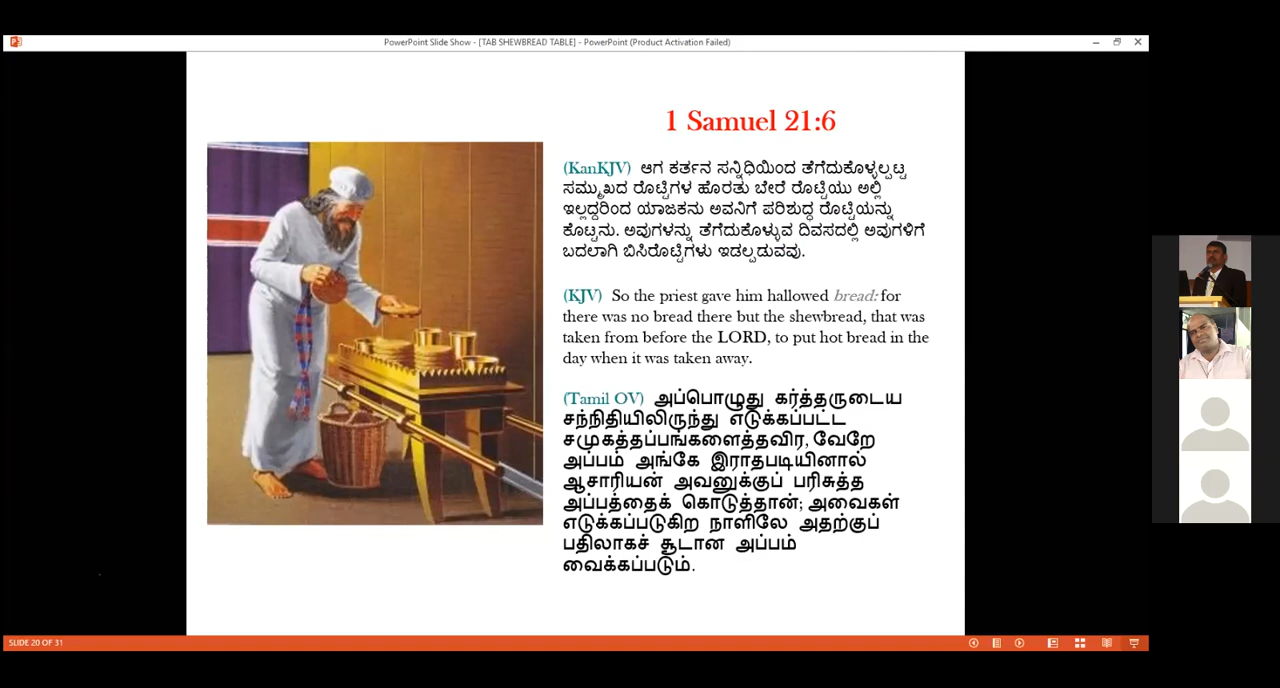 PowerPoint Slide Show - [TAB SHEWBREAD TABLE] - PowerPoint (Product Activation Failed)
1 Samuel 21:6
(KanKJV) ಆಗ ಕರ್ತನ ಸನ್ನಿಧಿಯಿಂದ ತೆಗೆದುಕೊಳ್ಳಲ್ಪಟ್ಟ
ಸಮ್ಮುಖದ ರೊಟ್ಟಿಗಳ ಹೊರತು ಬೇರೆ ರೊಟ್ಟಿಯು ಅಲ್ಲಿ
ಇಲ್ಲದ್ದರಿಂದ ಯಾಜಕನು ಅವನಿಗೆ ಪರಿಶುದ್ಧ ರೊಟ್ಟಿಯನ್ನು
ಕೊಟ್ಟನು. ಅವುಗಳನ್ನು ತೆಗೆದುಕೊಳ್ಳುವ ದಿವಸದಲ್ಲಿ ಅವುಗಳಿಗೆ
ಬದಲಾಗಿ ಬಿಸಿರೊಟ್ಟಿಗಳು ಇಡಲ್ಪಡುವವು.
(KJV) So the priest gave him hallowed bread: for
there was no bread there but the shewbread, that was
taken from before the LORD, to put hot bread in the
day when it was taken away.
(Tamil OV) அப்பொழுது கர்த்தருடைய
சந்நிதியிலிருந்து எடுக்கப்பட்ட
சமுகத்தப்பங்களைத்தவிர, வேறே
அப்பம் அங்கே இராதபடியினால்
ஆசாரியன் அவனுக்குப் பரிசுத்த
அப்பத்தைக் கொடுத்தான்; அவைகள்
எடுக்கப்படுகிற நாளிலே அதற்குப்
பதிலாகச் சூடான அப்பம்
வைக்கப்படும்.
SLIDE 20 OF 31